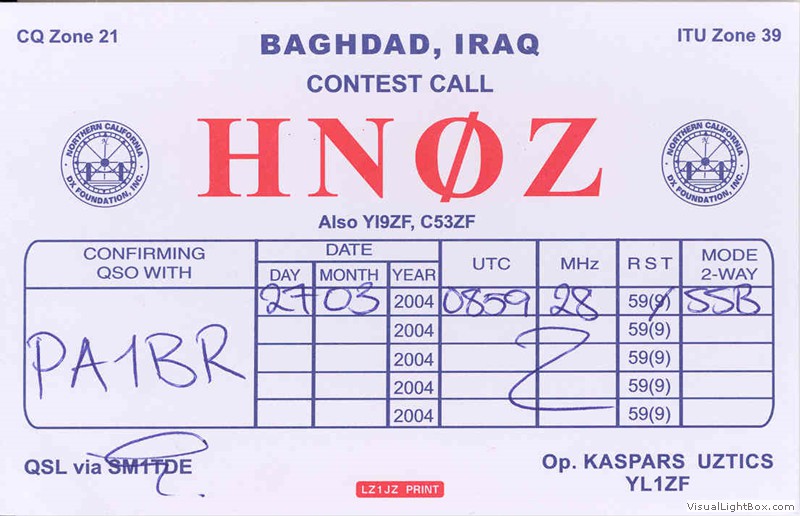 CQ Zone 21
BAGHDAD, IRAQ
ITU Zone 39
CONTEST CALL
HNØZ
NORTHERN CALIFORNIA DX FOUNDATION, INC.
NORTHERN CALIFORNIA DX FOUNDATION, INC.
Also YI9ZF, C53ZF
CONFIRMING QSO WITH
DATE
DAY MONTH YEAR
UTC
MHz
RST
MODE 2-WAY
27 03 2004 0859 28 59(9) SSB
2004 59(9)
2004 59(9)
2004 59(9)
2004 59(9)
PA1BR
QSL via SM1TDE
Op. KASPARS UZTICS
YL1ZF
LZ1JZ PRINT
VisualLightBox.com